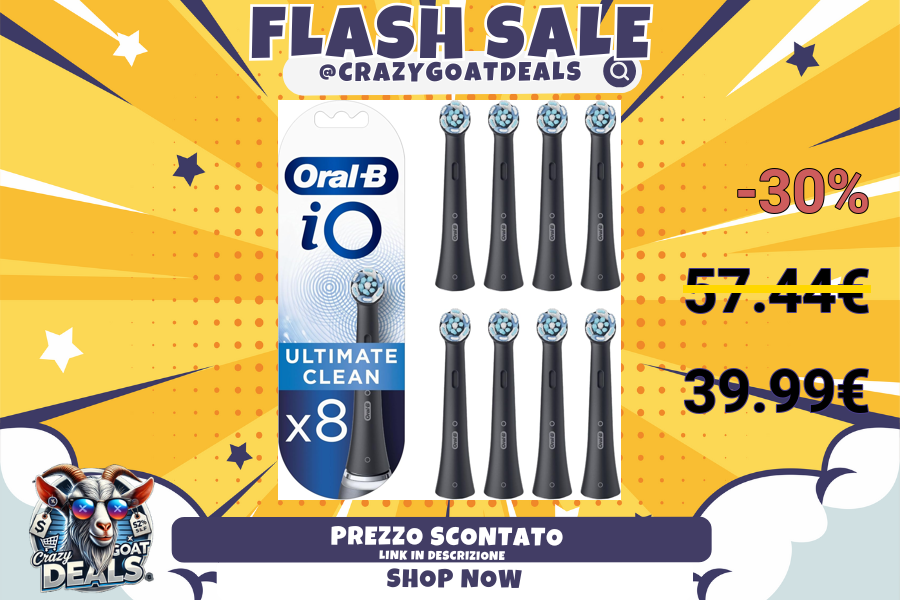 FLASH SALE
@CRAZYGOATDEALS
Oral-B
iO
ULTIMATE
CLEAN
x8
-30%
57.44€
39.99€
$
52%
Crazy
GOAT
DEALS
PREZZO SCONTATO
LINK IN DESCRIZIONE
SHOP NOW